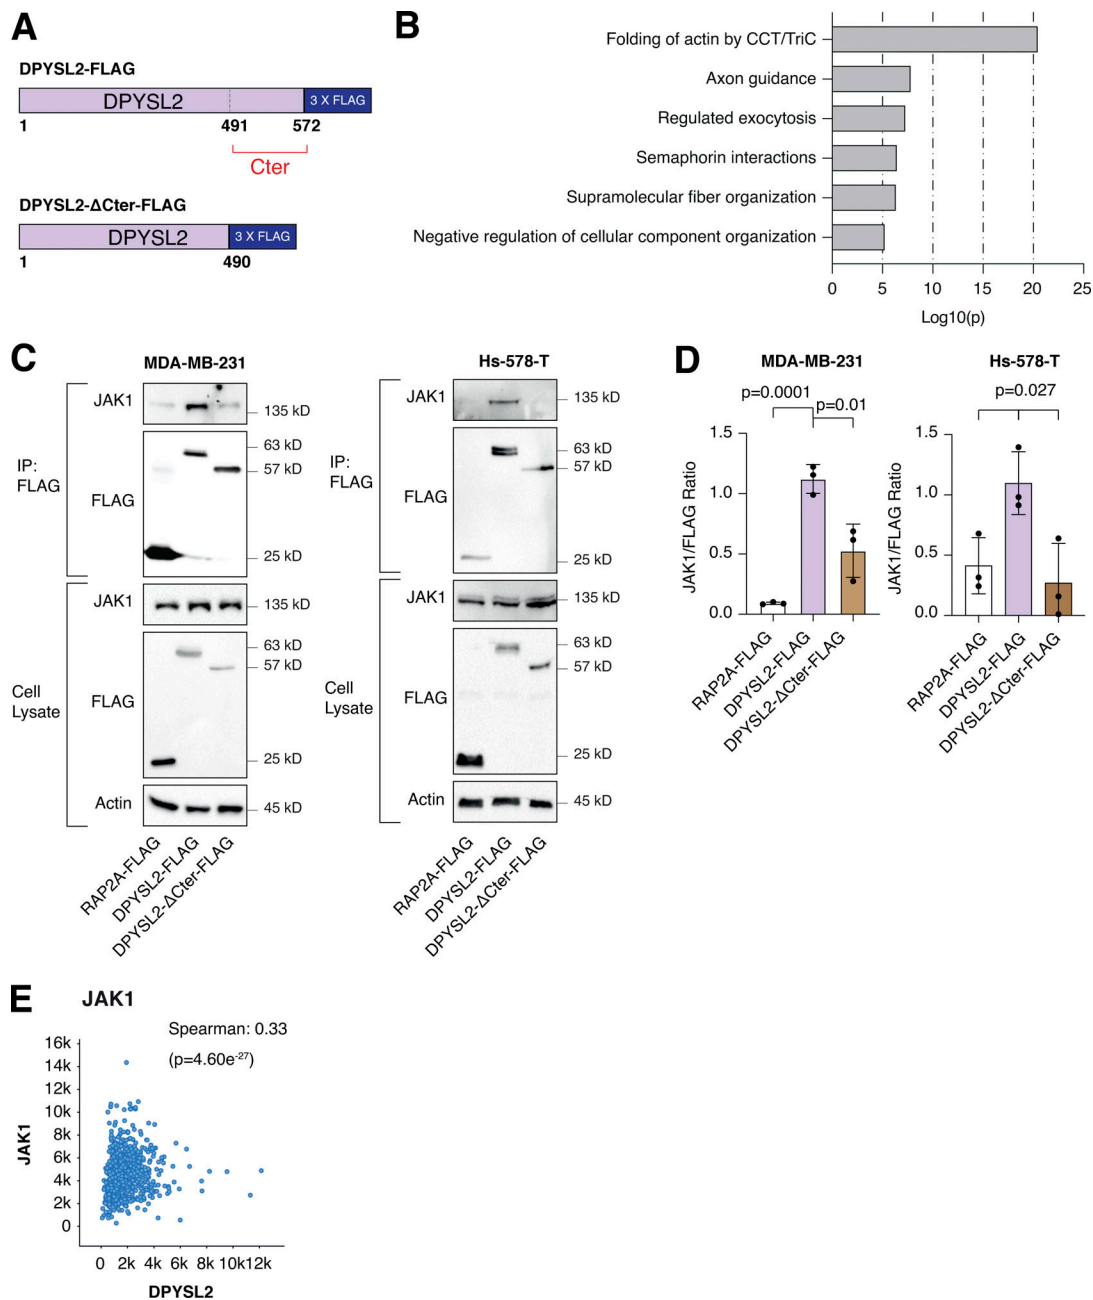 A
DPYSL2-FLAG
DPYSL2
3 X FLAG
1
491
572
Cter
DPYSL2-ΔCter-FLAG
DPYSL2
3 X FLAG
1
490
B
Folding of actin by CCT/TriC
Axon guidance
Regulated exocytosis
Semaphorin interactions
Supramolecular fiber organization
Negative regulation of cellular component organization
0 5 10 15 20 25
Log10(p)
C
MDA-MB-231
IP:
FLAG
JAK1
135 kD
FLAG
63 kD
57 kD
25 kD
Cell
Lysate
JAK1
135 kD
FLAG
63 kD
57 kD
25 kD
Actin
45 kD
RAP2A-FLAG
DPYSL2-FLAG
DPYSL2-ΔCter-FLAG
Hs-578-T
IP:
FLAG
JAK1
135 kD
FLAG
63 kD
57 kD
25 kD
Cell
Lysate
JAK1
135 kD
FLAG
63 kD
57 kD
25 kD
Actin
45 kD
RAP2A-FLAG
DPYSL2-FLAG
DPYSL2-ΔCter-FLAG
D
MDA-MB-231
p=0.0001
p=0.01
JAK1/FLAG Ratio
1.5
1.0
0.5
0.0
RAP2A-FLAG
DPYSL2-FLAG
DPYSL2-ΔCter-FLAG
Hs-578-T
p=0.027
JAK1/FLAG Ratio
1.5
1.0
0.5
0.0
RAP2A-FLAG
DPYSL2-FLAG
DPYSL2-ΔCter-FLAG
E
JAK1
Spearman: 0.33
(p=4.60e⁻²⁷)
JAK1
16k
14k
12k
10k
8k
6k
4k
2k
0
0 2k 4k 6k 8k 10k 12k
DPYSL2